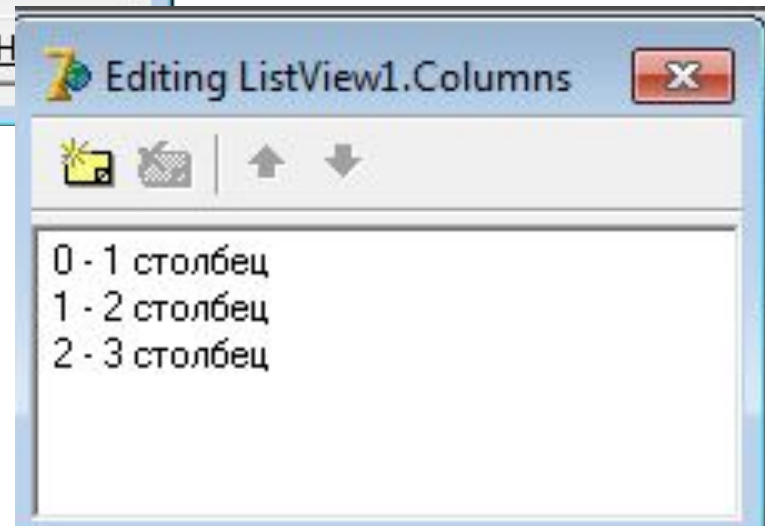 Н
Editing ListView1.Columns
0 - 1 столбец
1 - 2 столбец
2 - 3 столбец